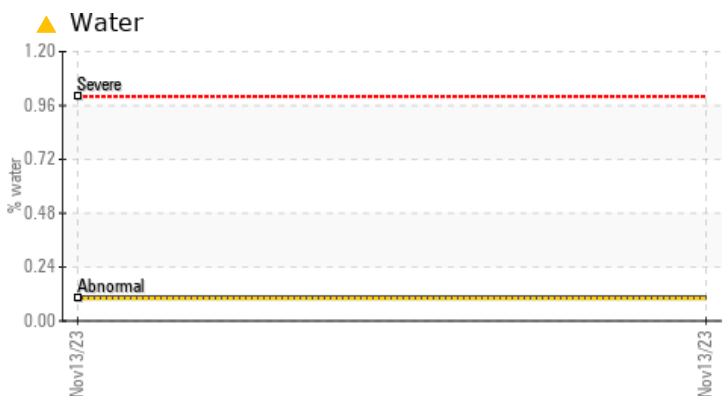 Water
1.20
Severe
0.96
0.72
% water
0.48
0.24
Abnormal
0.00
Nov13/23
Nov13/23